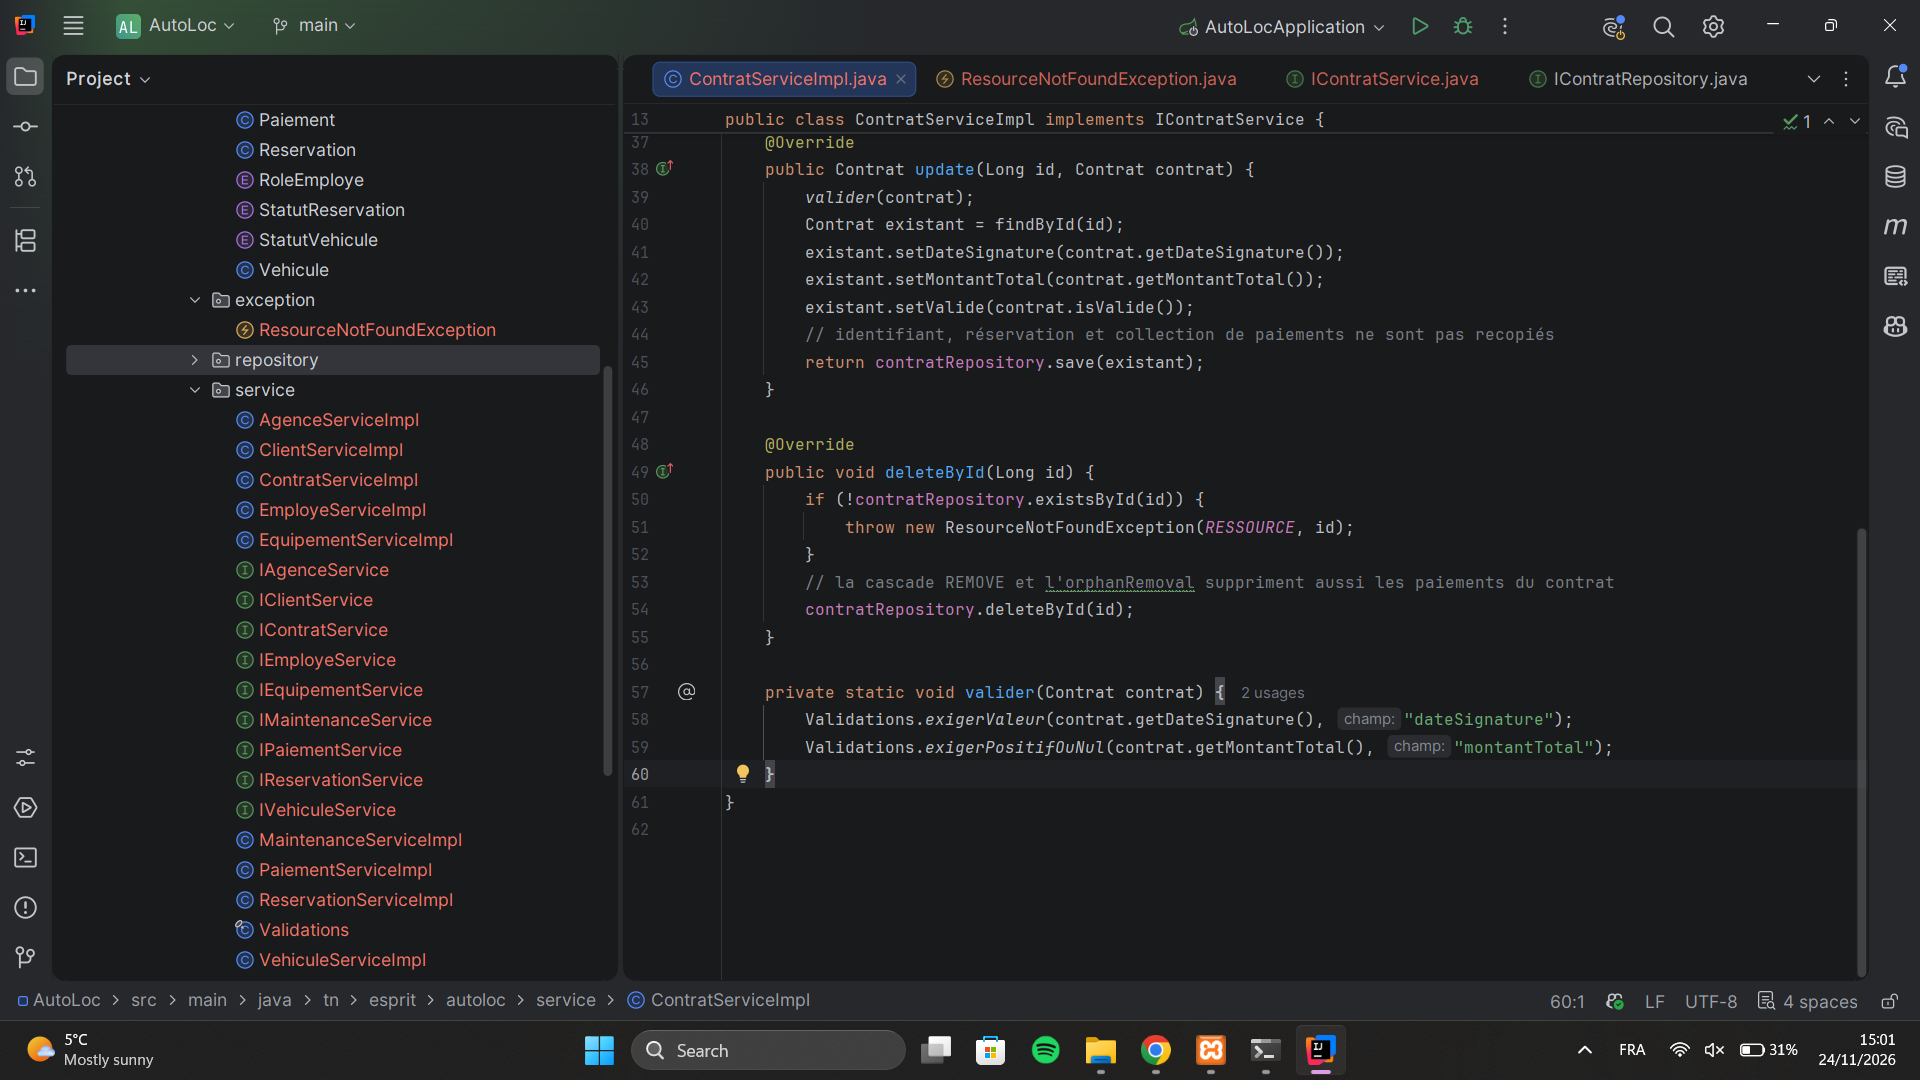 AL AutoLoc
main
AutoLocApplication
Project
Paiement
Reservation
RoleEmploye
StatutReservation
StatutVehicule
Vehicule
exception
ResourceNotFoundException
repository
service
AgenceServiceImpl
ClientServiceImpl
ContratServiceImpl
EmployeServiceImpl
EquipementServiceImpl
IAgenceService
IClientService
IContratService
IEmployeService
IEquipementService
IMaintenanceService
IPaiementService
IReservationService
IVehiculeService
MaintenanceServiceImpl
PaiementServiceImpl
ReservationServiceImpl
Validations
VehiculeServiceImpl
ContratServiceImpl.java ResourceNotFoundException.java IContratService.java IContratRepository.java
13 public class ContratServiceImpl implements IContratService {
1
37 @Override
38 public Contrat update(Long id, Contrat contrat) {
39 valider(contrat);
40 Contrat existant = findById(id);
41 existant.setDateSignature(contrat.getDateSignature());
42 existant.setMontantTotal(contrat.getMontantTotal());
43 existant.setValide(contrat.isValide());
44 // identifiant, réservation et collection de paiements ne sont pas recopiés
45 return contratRepository.save(existant);
46 }
47
48 @Override
49 public void deleteById(Long id) {
50 if (!contratRepository.existsById(id)) {
51 throw new ResourceNotFoundException(RESSOURCE, id);
52 }
53 // la cascade REMOVE et l'orphanRemoval suppriment aussi les paiements du contrat
54 contratRepository.deleteById(id);
55 }
56
57 private static void valider(Contrat contrat) { 2 usages
58 Validations.exigerValeur(contrat.getDateSignature(), champ: "dateSignature");
59 Validations.exigerPositifOuNul(contrat.getMontantTotal(), champ: "montantTotal");
60 }
61 }
62
AutoLoc > src > main > java > tn > esprit > autoloc > service > ContratServiceImpl
60:1 LF UTF-8 4 spaces
5°C
Mostly sunny
Search
FRA
31%
15:01
24/11/2026